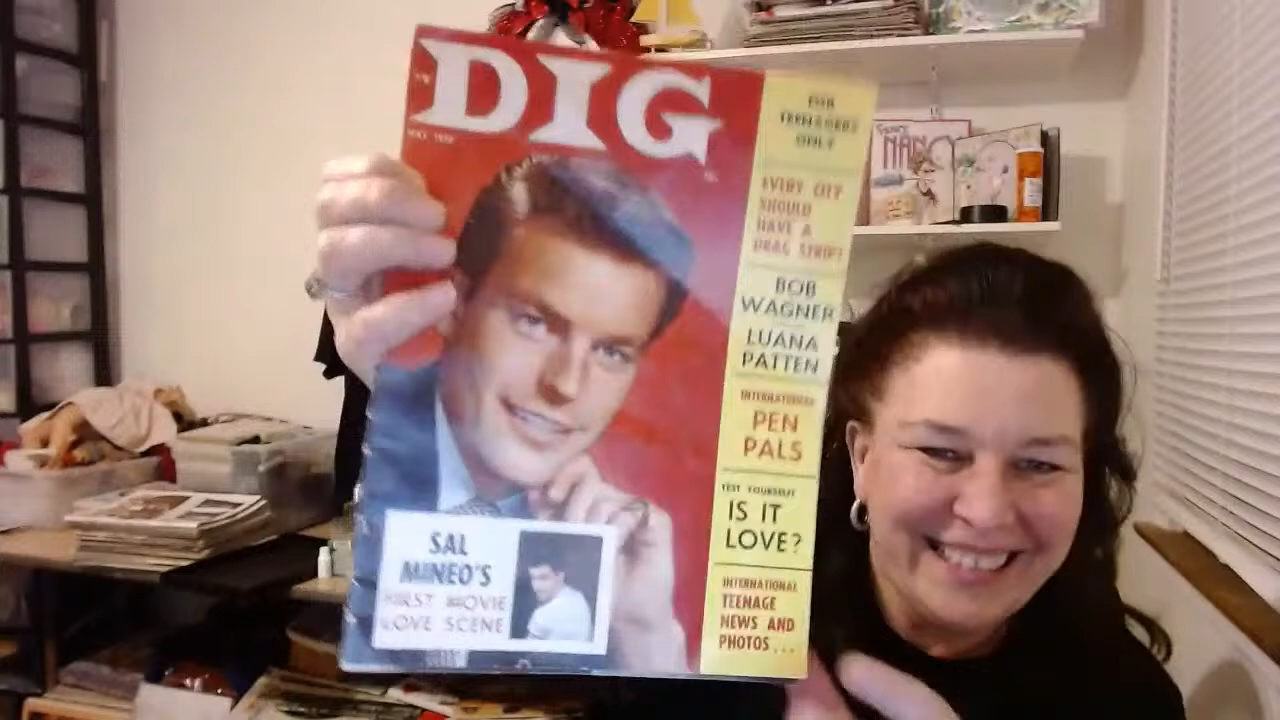 DIG
FOR
TEENAGERS
ONLY
EVERY CITY
SHOULD
HAVE A
DRAG STRIP!
BOB
WAGNER
LUANA
PATTEN
INTERNATIONAL
PEN
PALS
TEST YOURSELF
IS IT
LOVE?
INTERNATIONAL
TEENAGE
NEWS AND
PHOTOS...
SAL
MINEO'S
FIRST MOVIE
LOVE SCENE